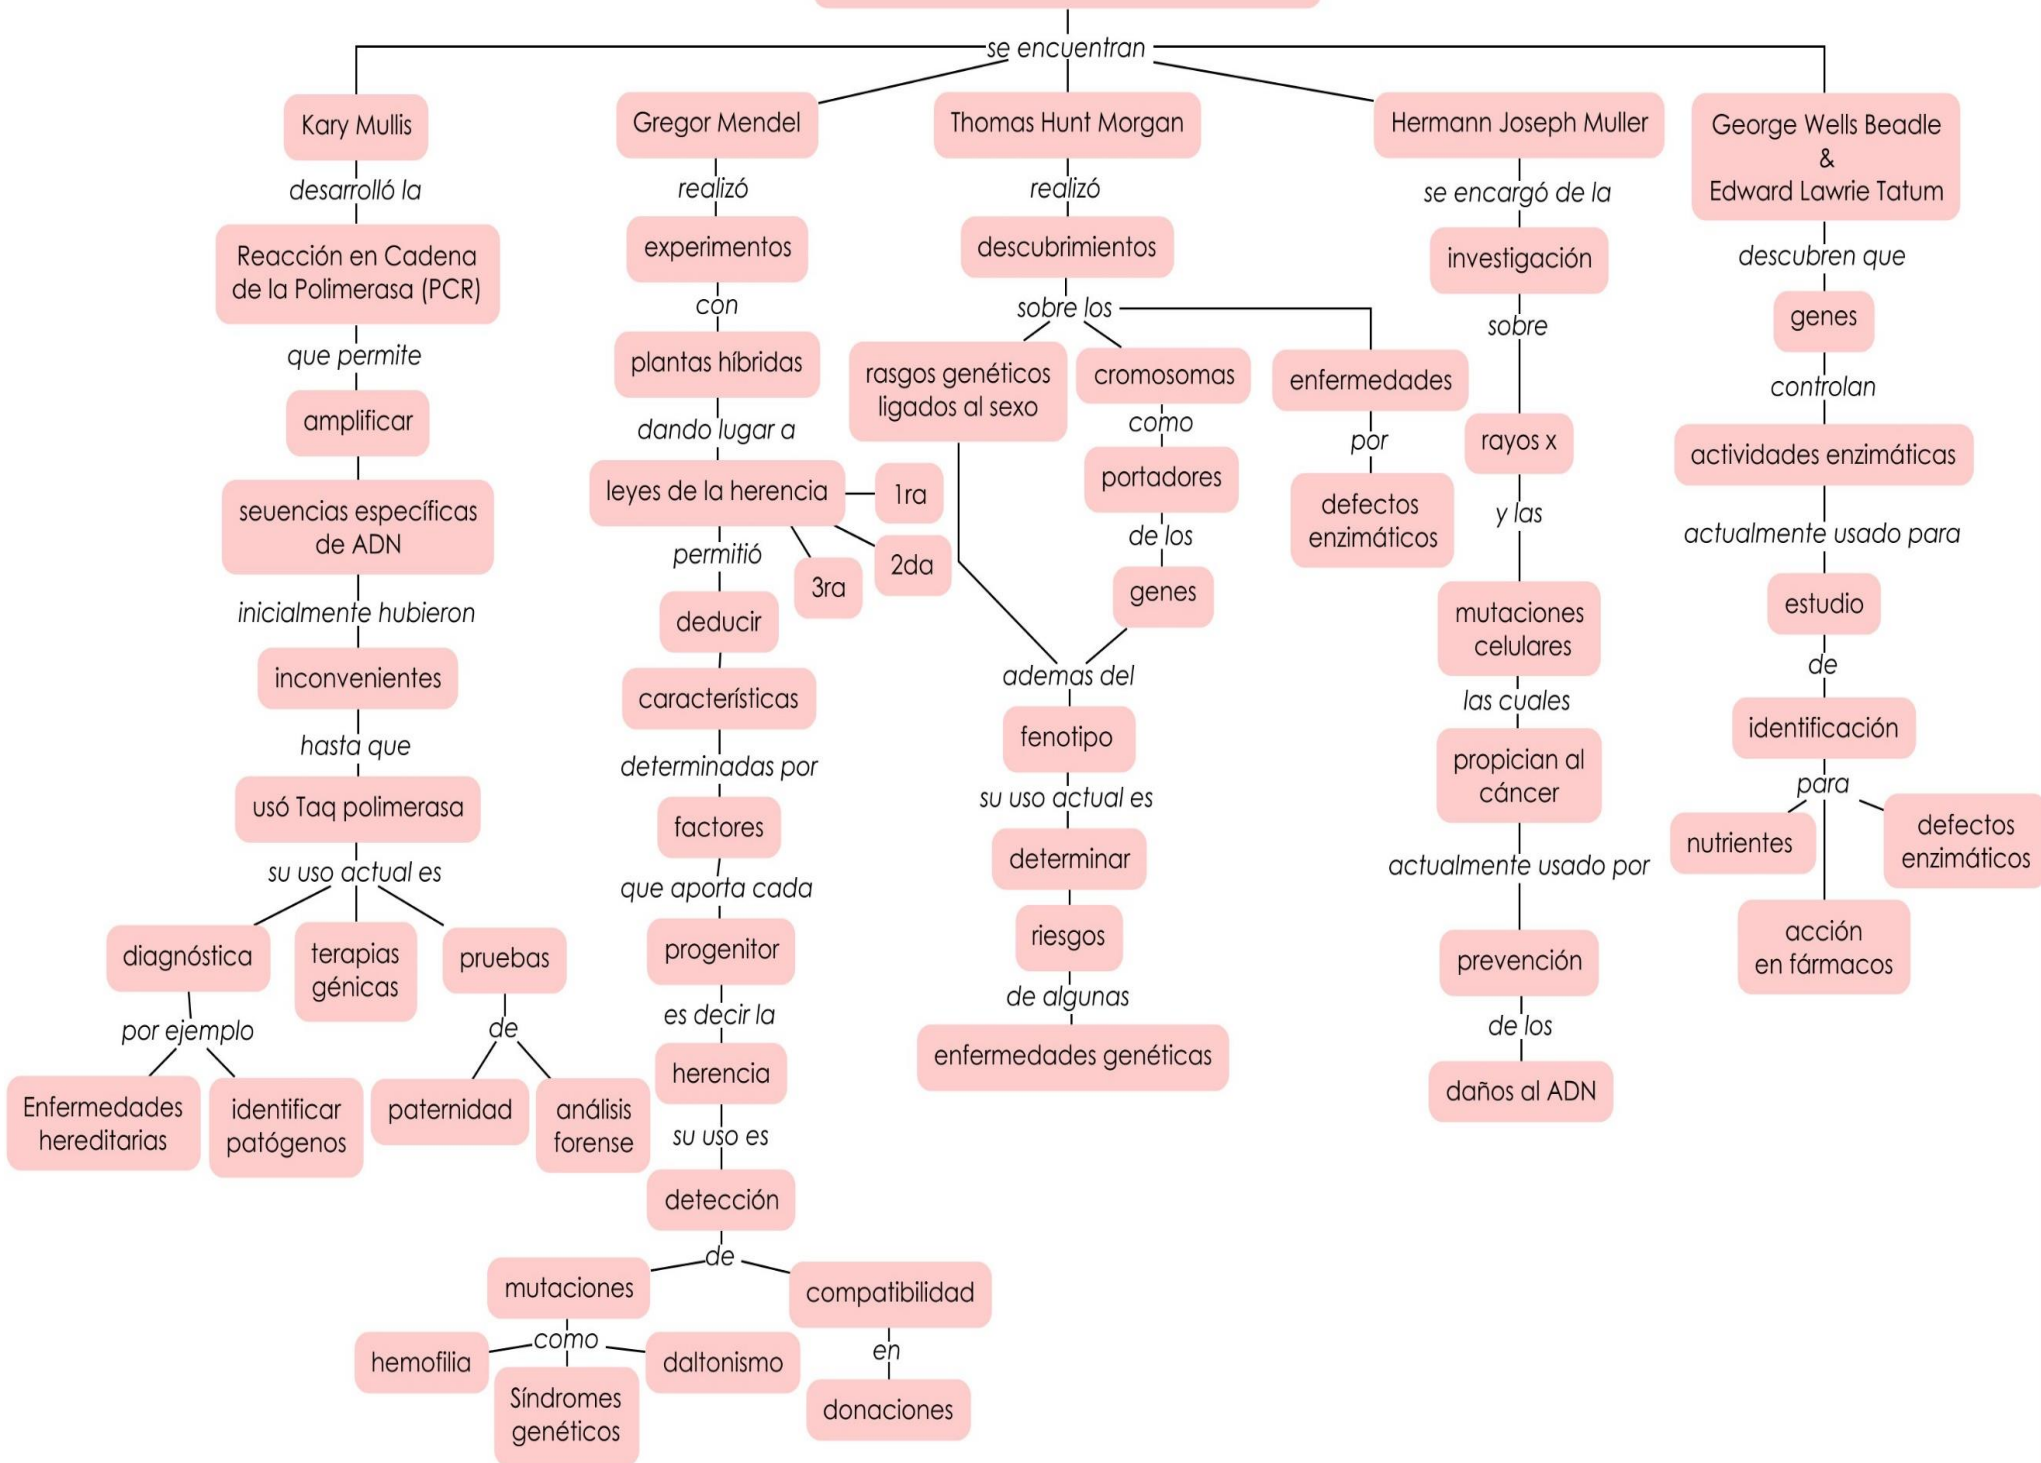 se encuentran
Kary Mullis
desarrolló la
Reacción en Cadena
de la Polimerasa (PCR)
que permite
amplificar
seuencias específicas
de ADN
inicialmente hubieron
inconvenientes
hasta que
usó Taq polimerasa
su uso actual es
diagnóstica
por ejemplo
Enfermedades
hereditarias
identificar
patógenos
terapias
génicas
pruebas
de
paternidad
análisis
forense
Gregor Mendel
realizó
experimentos
con
plantas híbridas
dando lugar a
leyes de la herencia
1ra
2da
3ra
permitió
deducir
características
determinadas por
factores
que aporta cada
progenitor
es decir la
herencia
su uso es
detección
de
mutaciones
como
hemofilia
Síndromes
genéticos
daltonismo
compatibilidad
en
donaciones
Thomas Hunt Morgan
realizó
descubrimientos
sobre los
rasgos genéticos
ligados al sexo
cromosomas
como
portadores
de los
genes
ademas del
fenotipo
su uso actual es
determinar
riesgos
de algunas
enfermedades genéticas
enfermedades
por
defectos
enzimáticos
Hermann Joseph Muller
se encargó de la
investigación
sobre
rayos x
y las
mutaciones
celulares
las cuales
propician al
cáncer
actualmente usado por
prevención
de los
daños al ADN
George Wells Beadle
&
Edward Lawrie Tatum
descubren que
genes
controlan
actividades enzimáticas
actualmente usado para
estudio
de
identificación
para
nutrientes
acción
en fármacos
defectos
enzimáticos